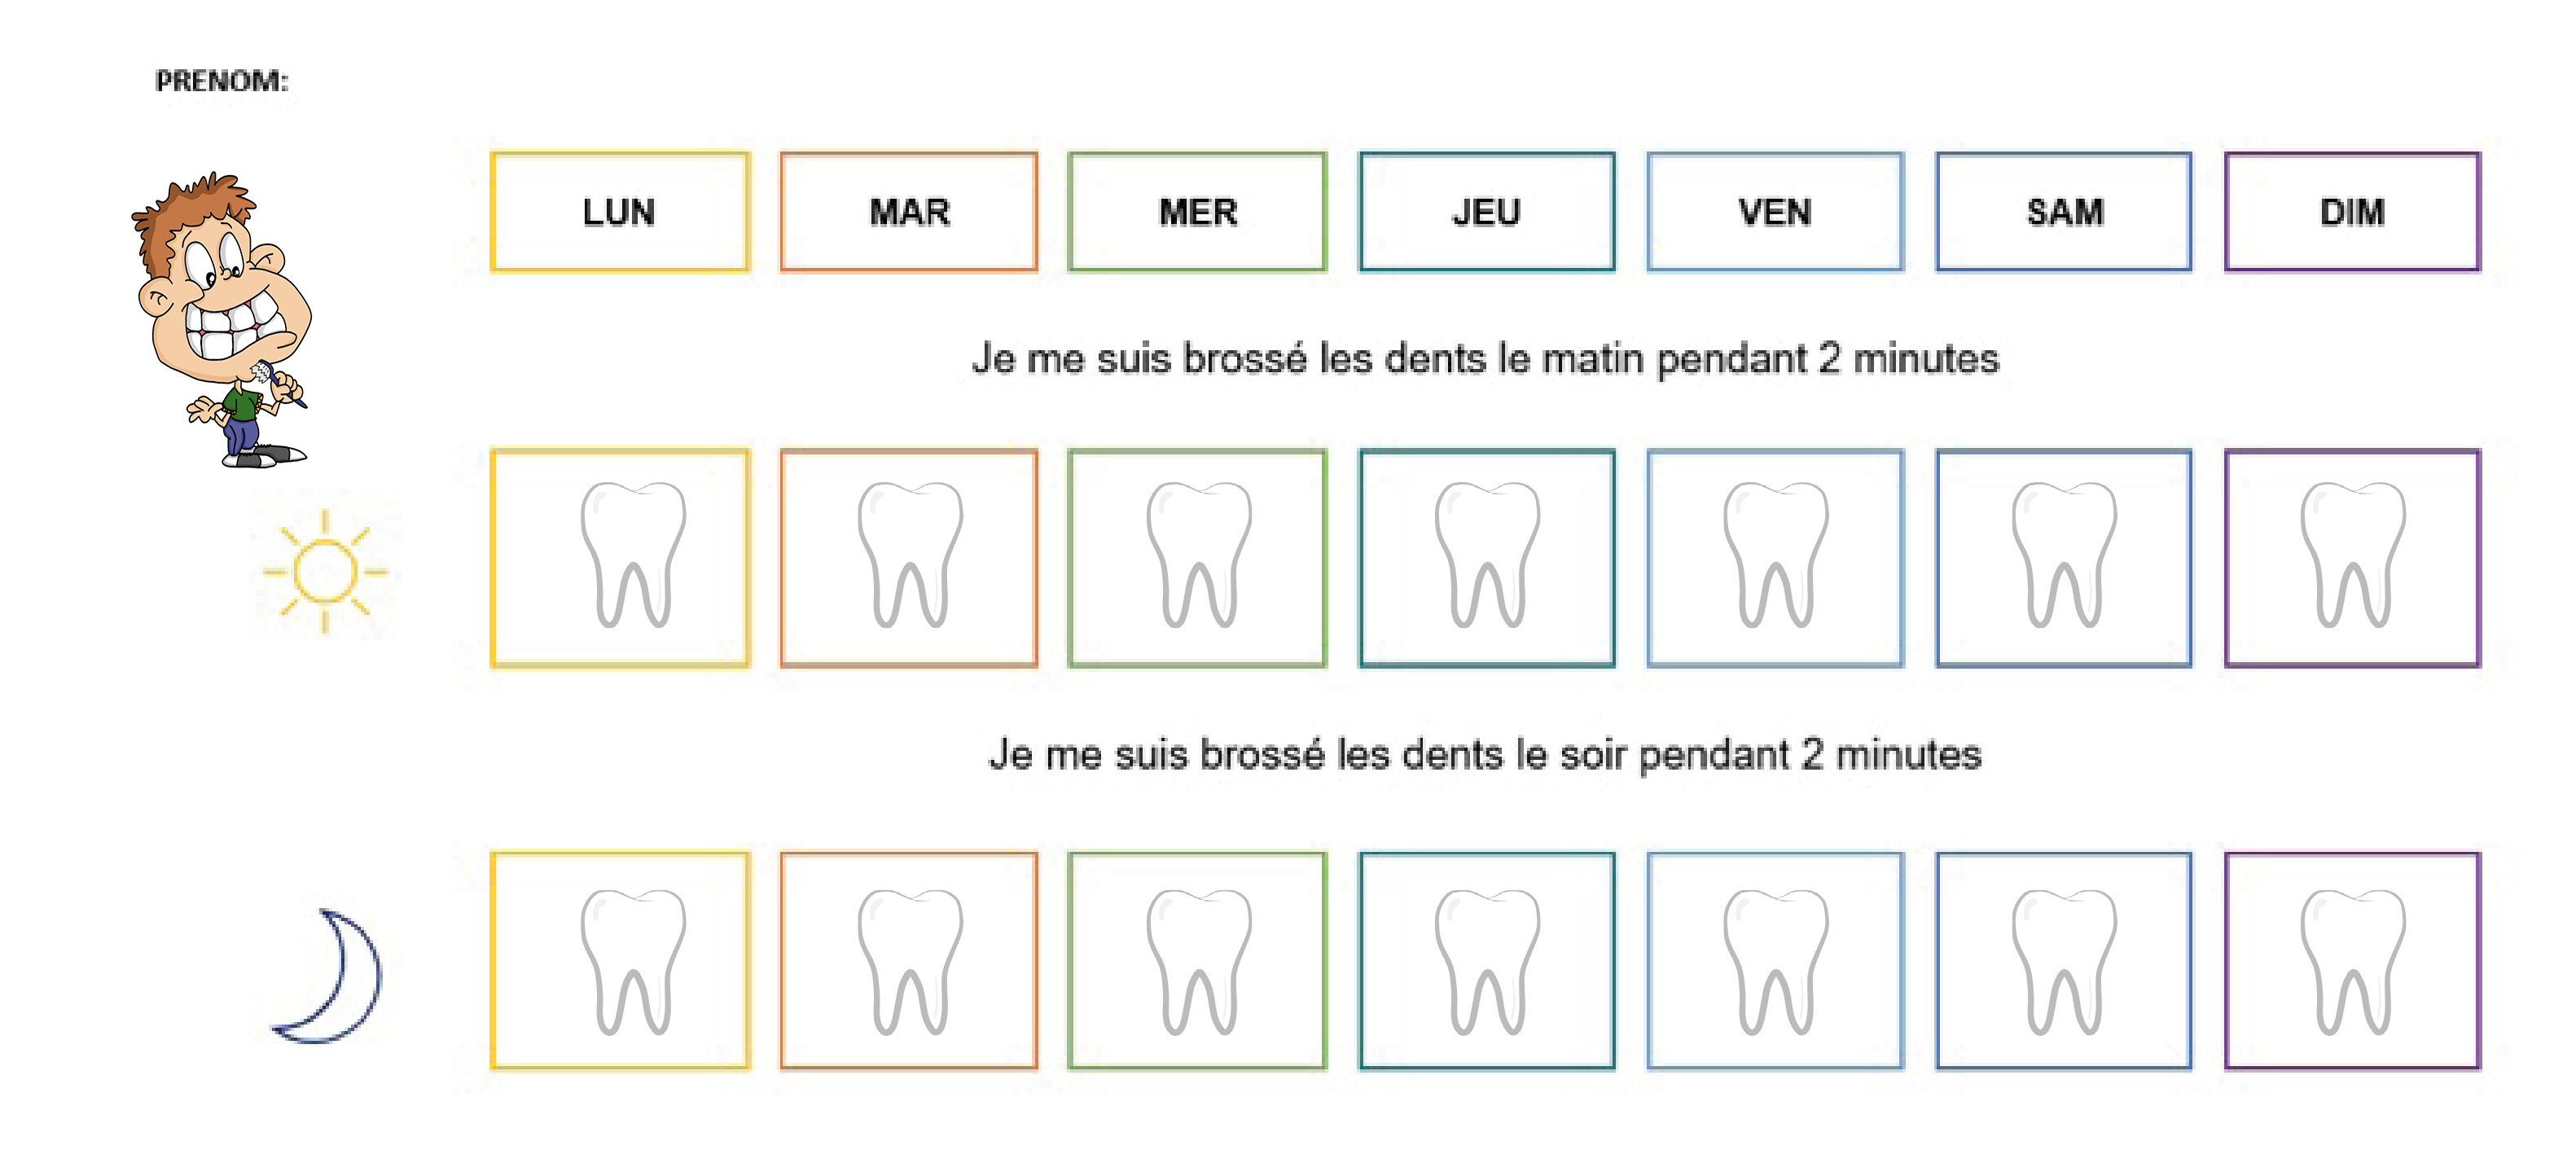 PRENOM:
LUN MAR MER JEU VEN SAM DIM
Je me suis brossé les dents le matin pendant 2 minutes
Je me suis brossé les dents le soir pendant 2 minutes